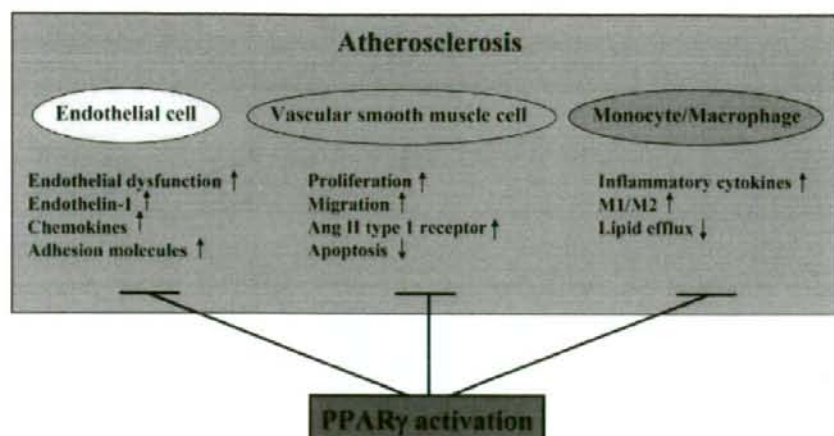 Atherosclerosis
Endothelial cell
Vascular smooth muscle cell
Monocyte/Macrophage
Endothelial dysfunction ↑
Endothelin-1 ↑
Chemokines ↑
Adhesion molecules ↑
Proliferation ↑
Migration ↑
Ang II type 1 receptor ↑
Apoptosis ↓
Inflammatory cytokines ↑
M1/M2 ↑
Lipid efflux ↓
PPARγ activation